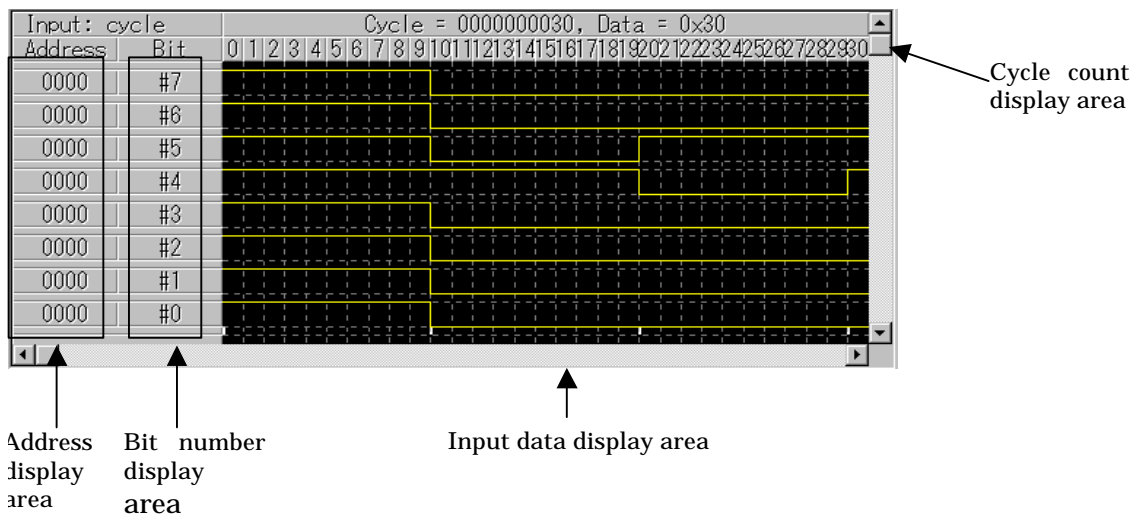 Input: cycle Cycle = 0000000030, Data = 0x30
Address Bit 0 1 2 3 4 5 6 7 8 9 10 11 12 13 14 15 16 17 18 19 20 21 22 23 24 25 26 27 28 29 30
0000 #7
0000 #6
0000 #5
0000 #4
0000 #3
0000 #2
0000 #1
0000 #0
Cycle count
display area
Address
display
area
Bit number
display
area
Input data display area